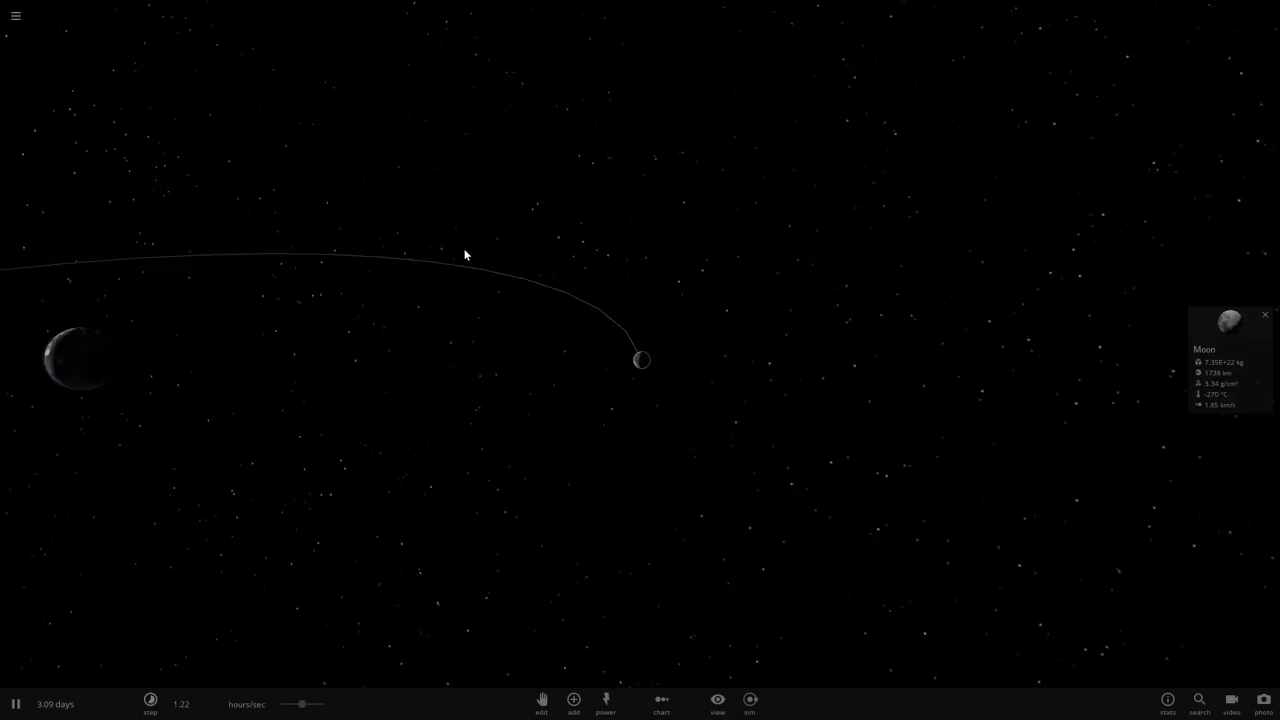 Moon
7.35E+22 kg
1738 km
3.34 g/cm³
-270 °C
1.85 km/s
3.09 days
step
1.22
hours/sec
edit
add
power
chart
view
sim
stats
search
video
photo